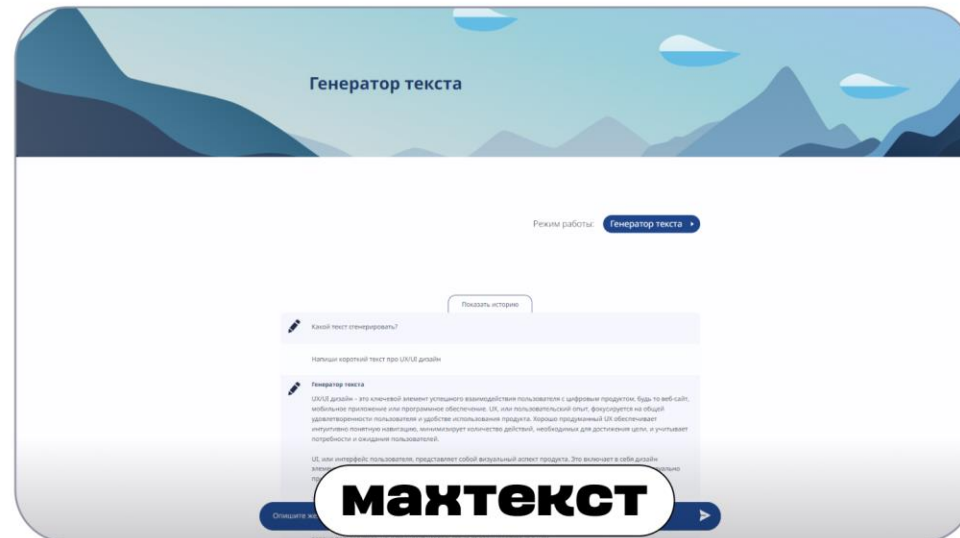 Генератор текста
Режим работы:
Генератор текста
Показать историю
Какой текст сгенерировать?
Напиши короткий текст про UX/UI дизайн
Генератор текста
UX/UI дизайн – это ключевой элемент успешного взаимодействия пользователя с цифровым продуктом, будь то веб-сайт,
мобильное приложение или программное обеспечение. UX, или пользовательский опыт, фокусируется на общей
удовлетворенности пользователя и удобстве использования продукта. Хорошо продуманный UX обеспечивает
интуитивно понятную навигацию, минимизирует количество действий, необходимых для достижения цели, и учитывает
потребности и ожидания пользователей.
UI, или интерфейс пользователя, представляет собой визуальный аспект продукта. Это включает в себя дизайн
махтекст
Опишите